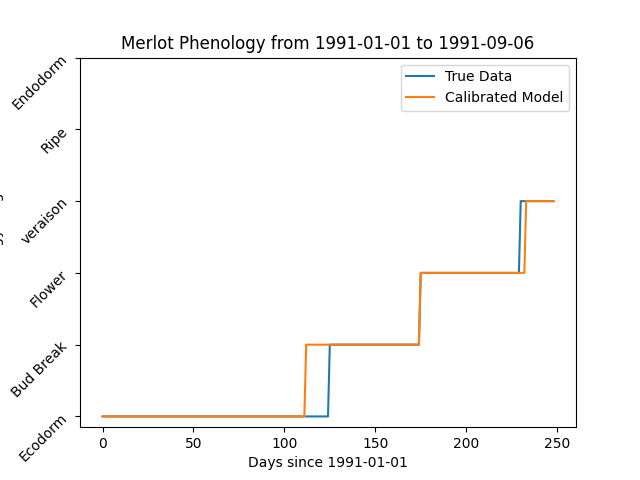 Merlot Phenology from 1991-01-01 to 1991-09-06
True Data
Calibrated Model
Endodorm
Ripe
veraison
Flower
Bud Break
Ecodorm
0 50 100 150 200 250
Days since 1991-01-01